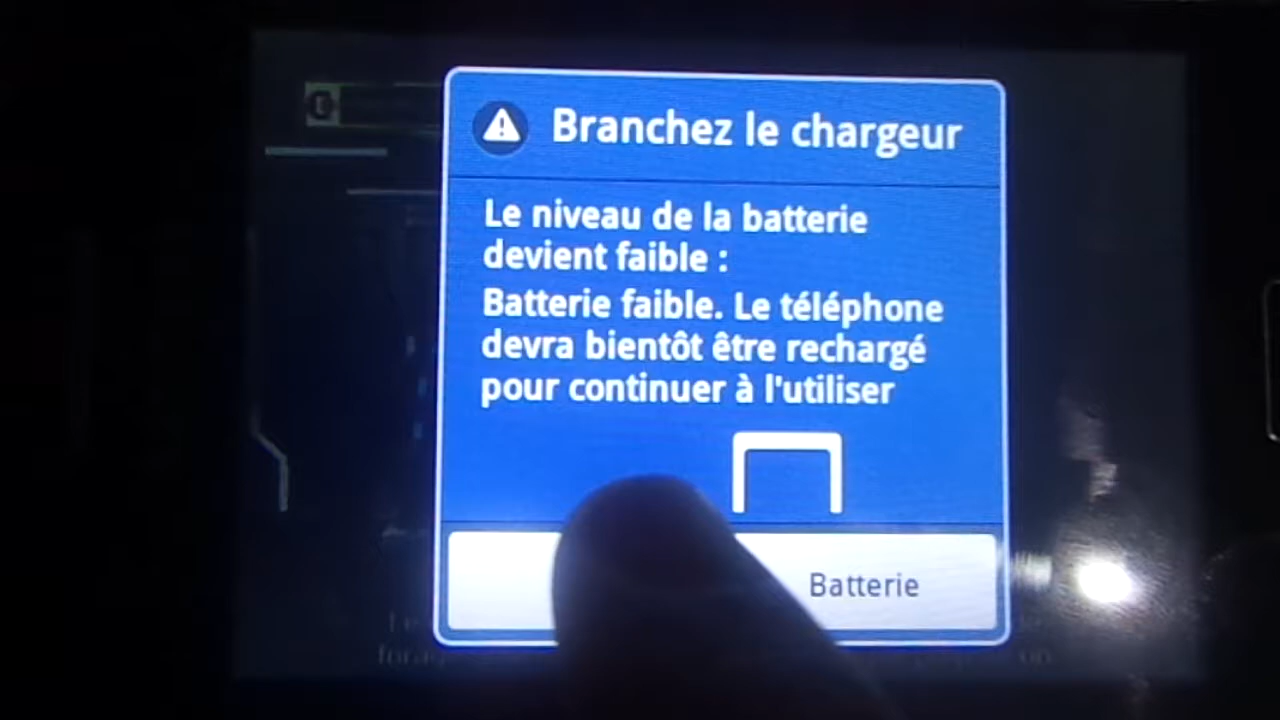 Branchez le chargeur
Le niveau de la batterie
devient faible :
Batterie faible. Le téléphone
devra bientôt être rechargé
pour continuer à l'utiliser
Batterie